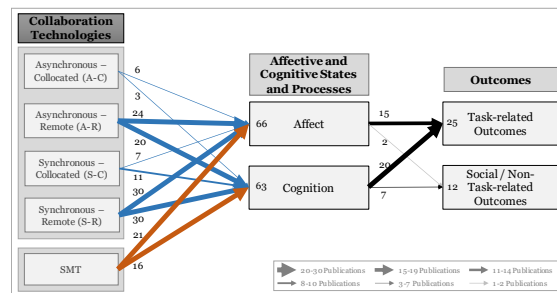 Collaboration
Technologies
Asynchronous –
Collocated (A-C)
Asynchronous –
Remote (A-R)
Synchronous –
Collocated (S-C)
Synchronous –
Remote (S-R)
SMT
6
3
24
20
7
11
30
30
21
16
Affective and
Cognitive States
and Processes
66
Affect
63
Cognition
15
2
20
7
Outcomes
25
Task-related
Outcomes
12
Social / Non-
Task-related
Outcomes
20-30 Publications
15-19 Publications
11-14 Publications
8-10 Publications
3-7 Publications
1-2 Publications